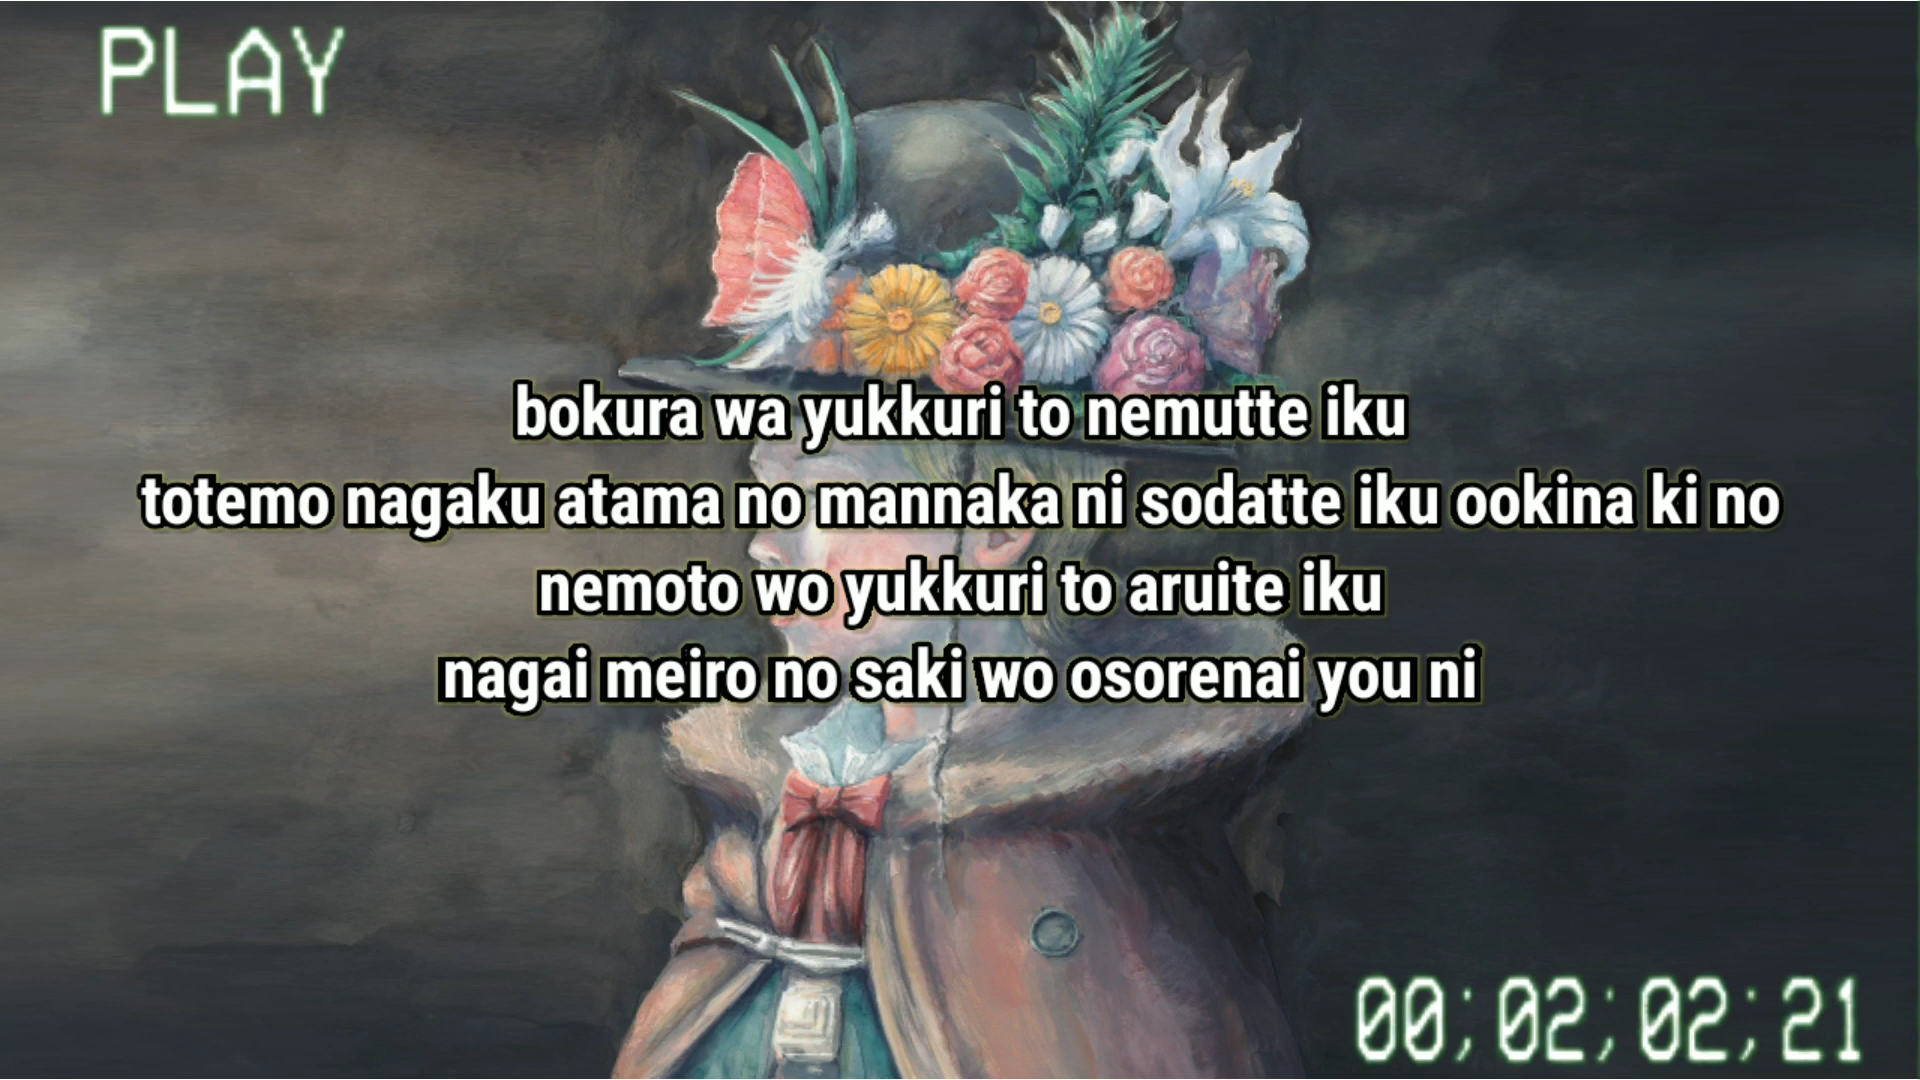 PLAY
bokura wa yukkuri to nemutte iku
totemo nagaku atama no mannaka ni sodatte iku ookina ki no
nemoto wo yukkuri to aruite iku
nagai meiro no saki wo osorenai you ni
00;02;02;21